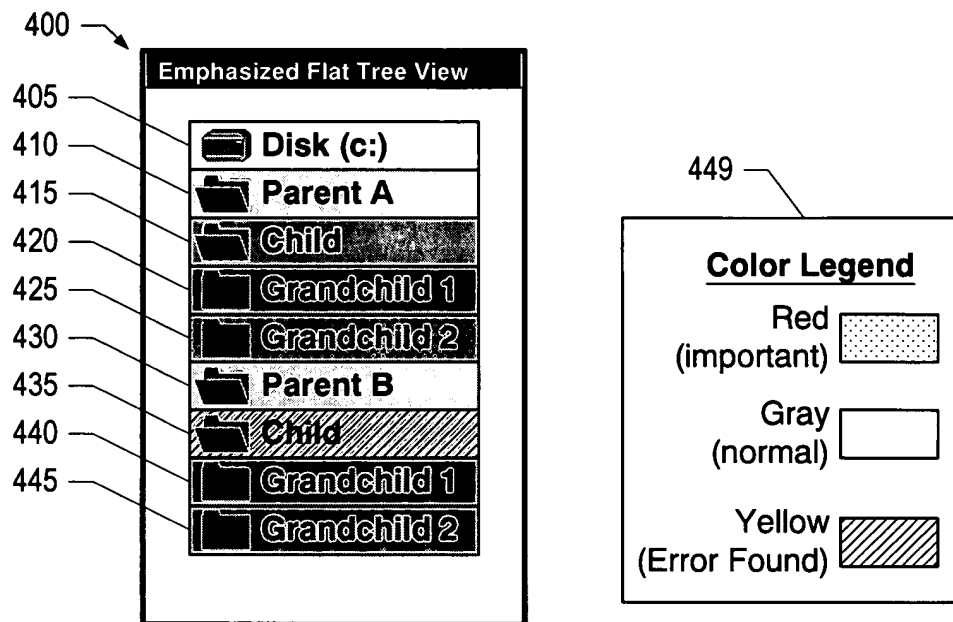 400
Emphasized Flat Tree View
405
Disk (c:)
410
Parent A
415
Child
420
Grandchild 1
425
Grandchild 2
430
Parent B
435
Child
440
Grandchild 1
445
Grandchild 2
449
Color Legend
Red
(important)
Gray
(normal)
Yellow
(Error Found)